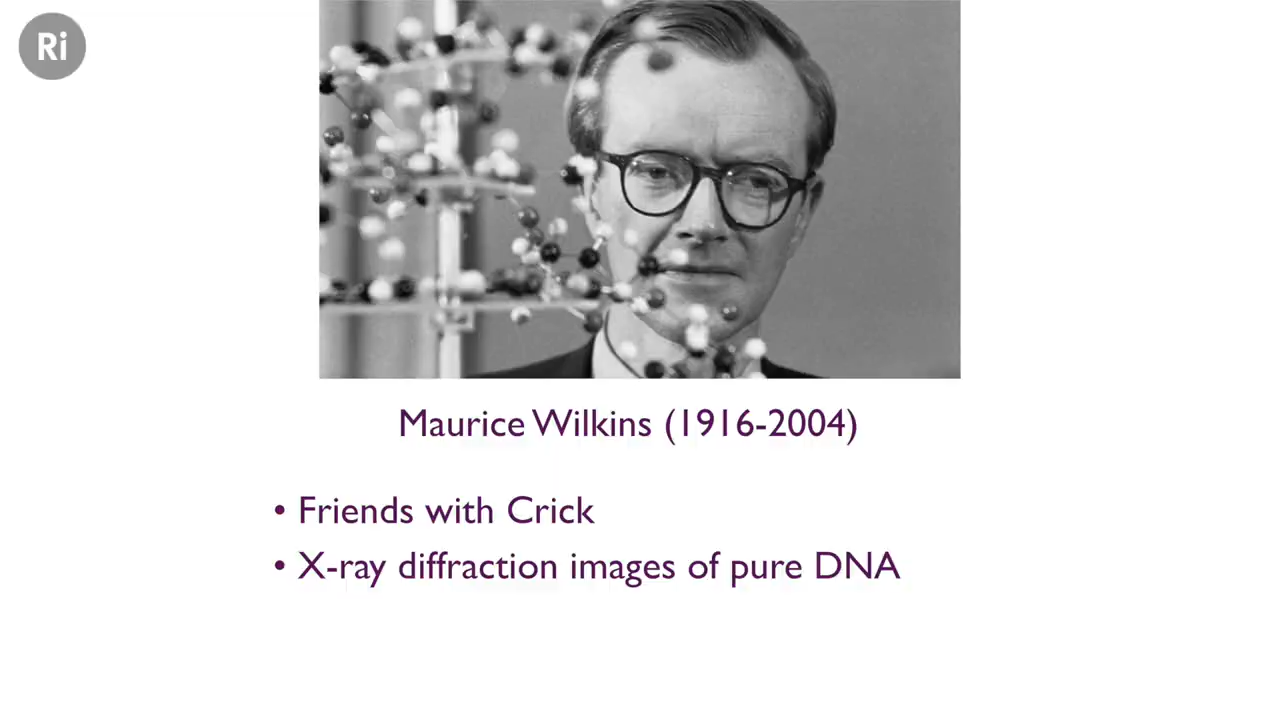 Ri
Maurice Wilkins (1916-2004)
• Friends with Crick
• X-ray diffraction images of pure DNA